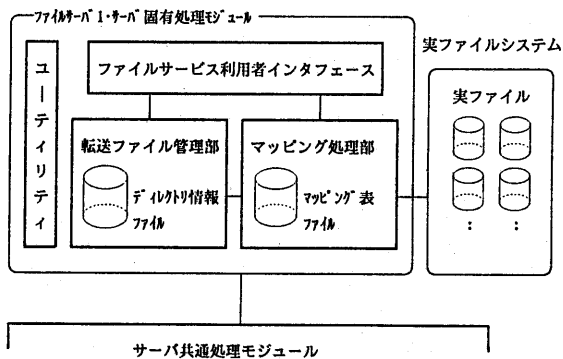 ﾌｧｲﾙｻｰﾊﾞ1・ｻｰﾊﾞ固有処理ﾓｼﾞｭｰﾙ
ユーティリティ
ファイルサービス利用者インタフェース
転送ファイル管理部
ﾃﾞｨﾚｸﾄﾘ情報
ﾌｧｲﾙ
マッピング処理部
ﾏｯﾋﾟﾝｸﾞ表
ﾌｧｲﾙ
実ファイルシステム
実ファイル
: :
サーバ共通処理モジュール